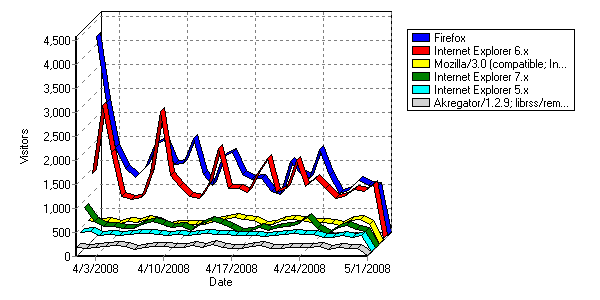 4,500
4,000
3,500
3,000
2,500
2,000
1,500
1,000
500
0
Visitors
4/3/2008 4/10/2008 4/17/2008 4/24/2008 5/1/2008
Date
Firefox
Internet Explorer 6.x
Mozilla/3.0 (compatible; In...
Internet Explorer 7.x
Internet Explorer 5.x
Akregator/1.2.9; librss/rem...